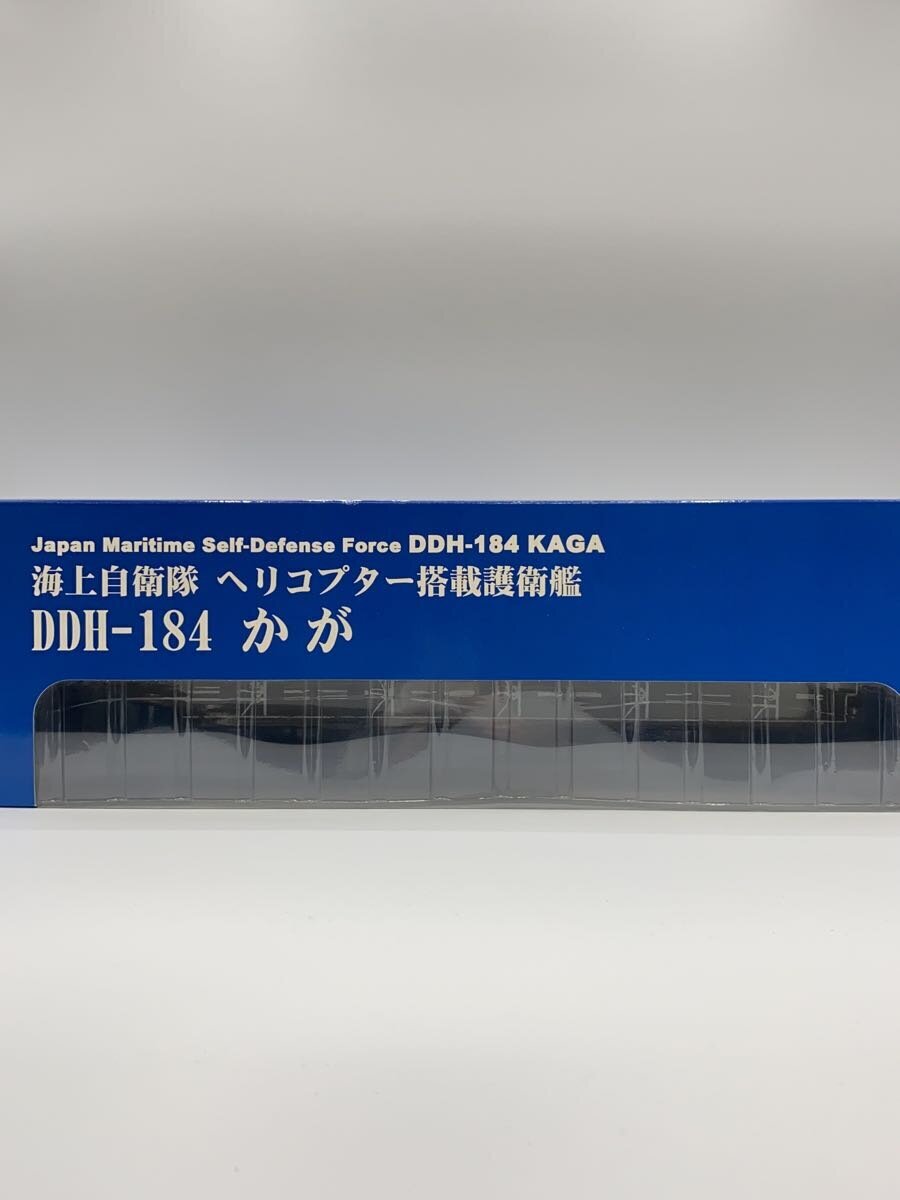 Japan Maritime Self-Defense Force DDH-184 KAGA
海上自衛隊 ヘリコプター搭載護衛艦
DDH-184 かが